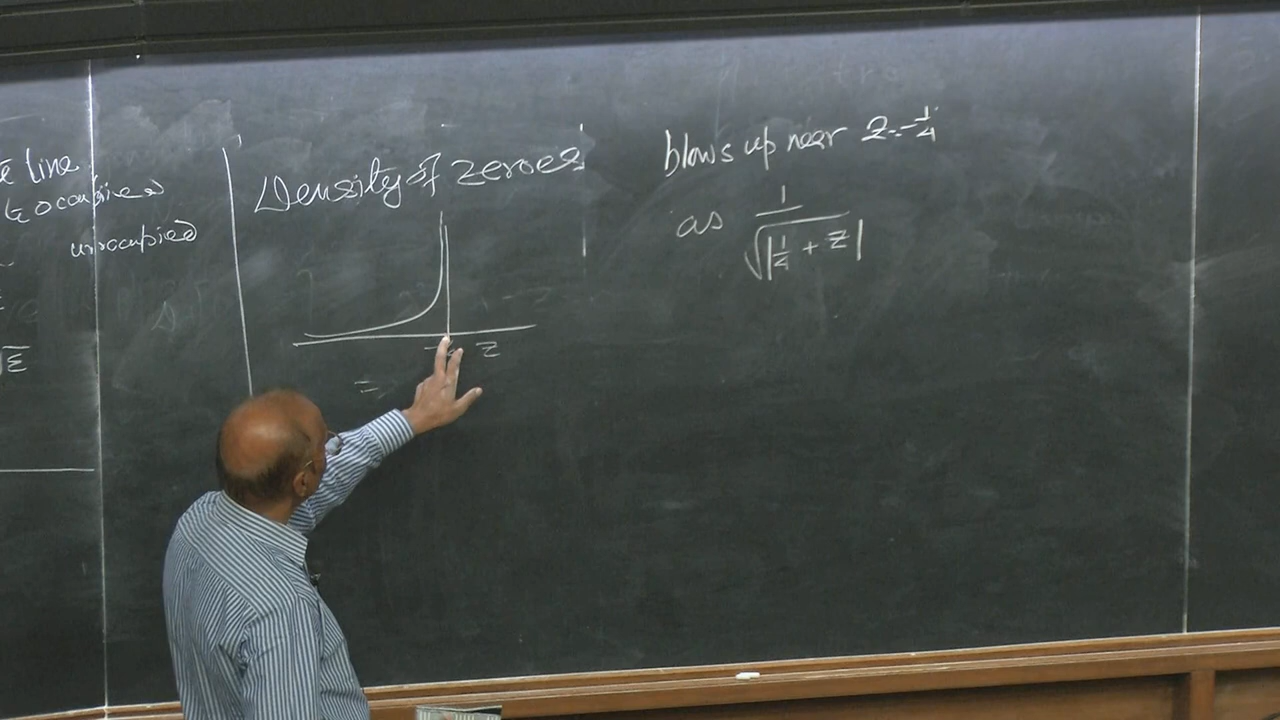 line
unoccupied
Density of zeroes
z
blows up near z=-1/4
as 1/√|1/4 + z|